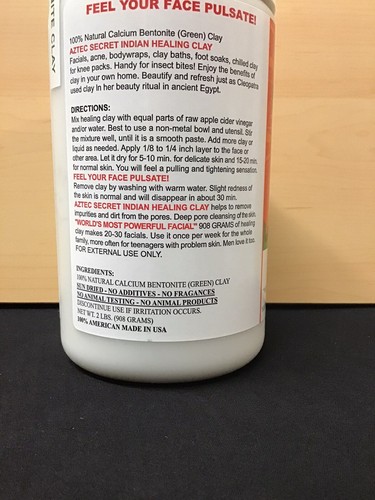 FEEL YOUR FACE PULSATE!
100% Natural Calcium Bentonite (Green) Clay
AZTEC SECRET INDIAN HEALING CLAY
Facials, acne, bodywraps, clay baths, foot soaks, chilled clay
for knee packs. Handy for insect bites! Enjoy the benefits of
clay in your own home. Beautify and refresh just as Cleopatra
used clay in her beauty ritual in ancient Egypt.
DIRECTIONS:
Mix healing clay with equal parts of raw apple cider vinegar
and/or water. Best to use a non-metal bowl and utensil. Stir
the mixture well, until it is a smooth paste. Add more clay or
liquid as needed. Apply 1/8 to 1/4 inch layer to the face or
other area. Let it dry for 5-10 min. for delicate skin and 15-20 min.
for normal skin. You will feel a pulling and tightening sensation.
FEEL YOUR FACE PULSATE!
Remove clay by washing with warm water. Slight redness of
the skin is normal and will disappear in about 30 min.
AZTEC SECRET INDIAN HEALING CLAY helps to remove
impurities and dirt from the pores. Deep pore cleansing of the skin.
"WORLD'S MOST POWERFUL FACIAL" 908 GRAMS of healing
clay makes 20-30 facials. Use it once per week for the whole
family, more often for teenagers with problem skin. Men love it too.
FOR EXTERNAL USE ONLY.
INGREDIENTS:
100% NATURAL CALCIUM BENTONITE (GREEN) CLAY
SUN DRIED - NO ADDITIVES - NO FRAGANCES
NO ANIMAL TESTING - NO ANIMAL PRODUCTS
DISCONTINUE USE IF IRRITATION OCCURS.
NET WT. 2 LBS. (908 GRAMS)
100% AMERICAN MADE IN USA
CLAY